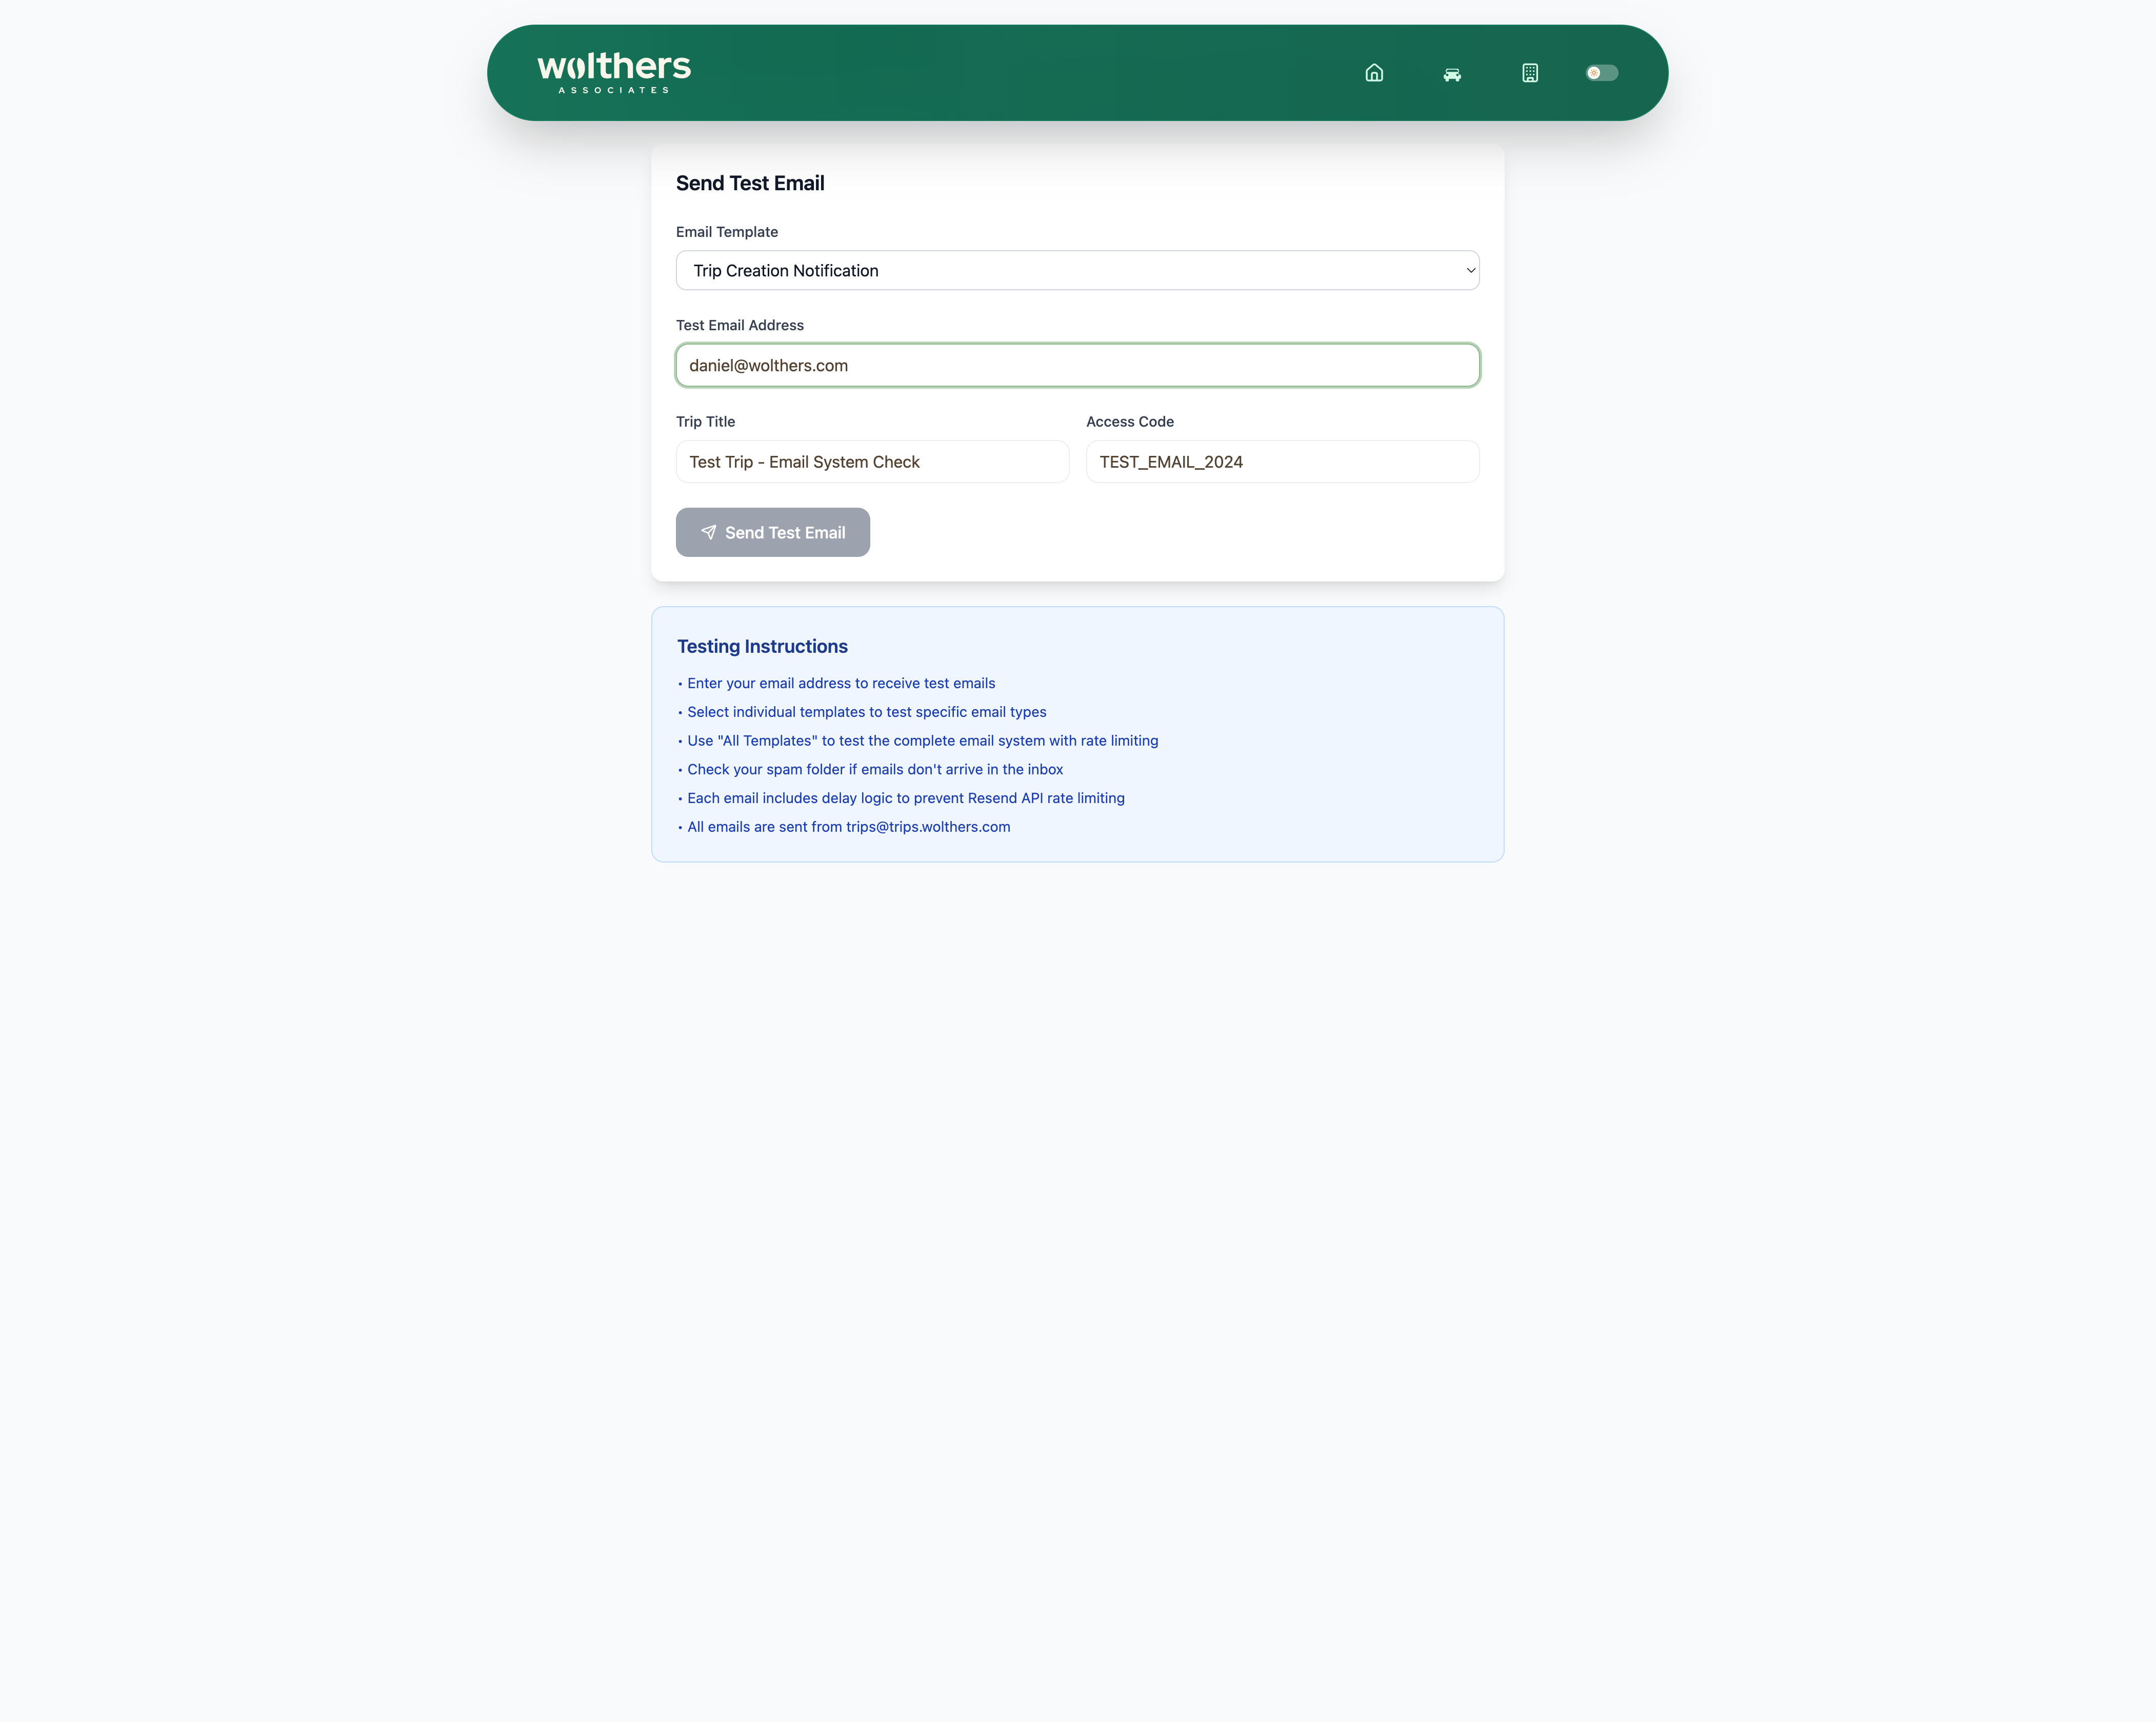 wolthers
ASSOCIATES
Send Test Email
Email Template
Trip Creation Notification
Test Email Address
daniel@wolthers.com
Trip Title
Access Code
Test Trip - Email System Check
TEST_EMAIL_2024
Send Test Email
Testing Instructions
• Enter your email address to receive test emails
• Select individual templates to test specific email types
• Use "All Templates" to test the complete email system with rate limiting
• Check your spam folder if emails don't arrive in the inbox
• Each email includes delay logic to prevent Resend API rate limiting
• All emails are sent from trips@trips.wolthers.com